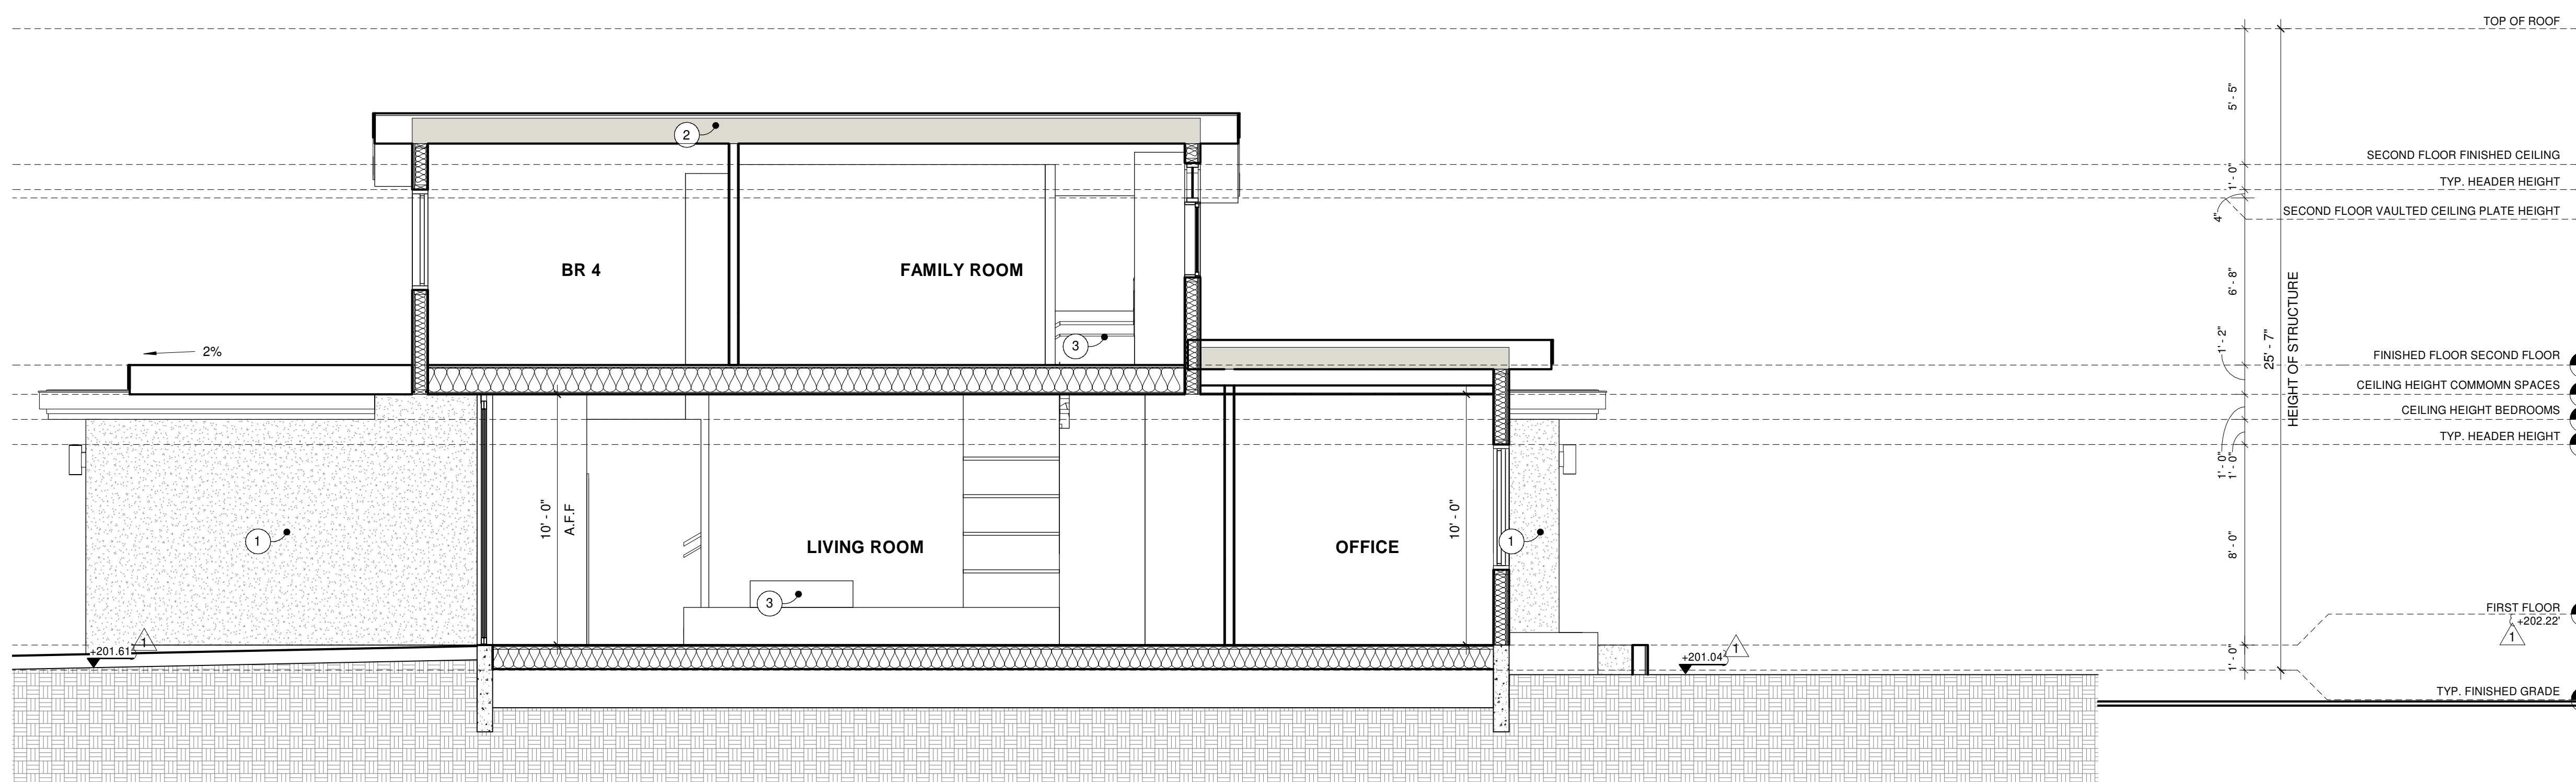 TOP OF ROOF
5' - 5"
2
SECOND FLOOR FINISHED CEILING
1' - 0"
TYP. HEADER HEIGHT
4"
SECOND FLOOR VAULTED CEILING PLATE HEIGHT
BR 4
FAMILY ROOM
6' - 8"
HEIGHT OF STRUCTURE
25' - 7"
3
2%
1' - 2"
FINISHED FLOOR SECOND FLOOR
CEILING HEIGHT COMMOMN SPACES
CEILING HEIGHT BEDROOMS
TYP. HEADER HEIGHT
1' - 0"
1' - 0"
10' - 0"
A.F.F
10' - 0"
1
LIVING ROOM
OFFICE
1
8' - 0"
3
FIRST FLOOR
+202.22'
1
1
+201.61'
1
+201.04'
1' - 0"
TYP. FINISHED GRADE